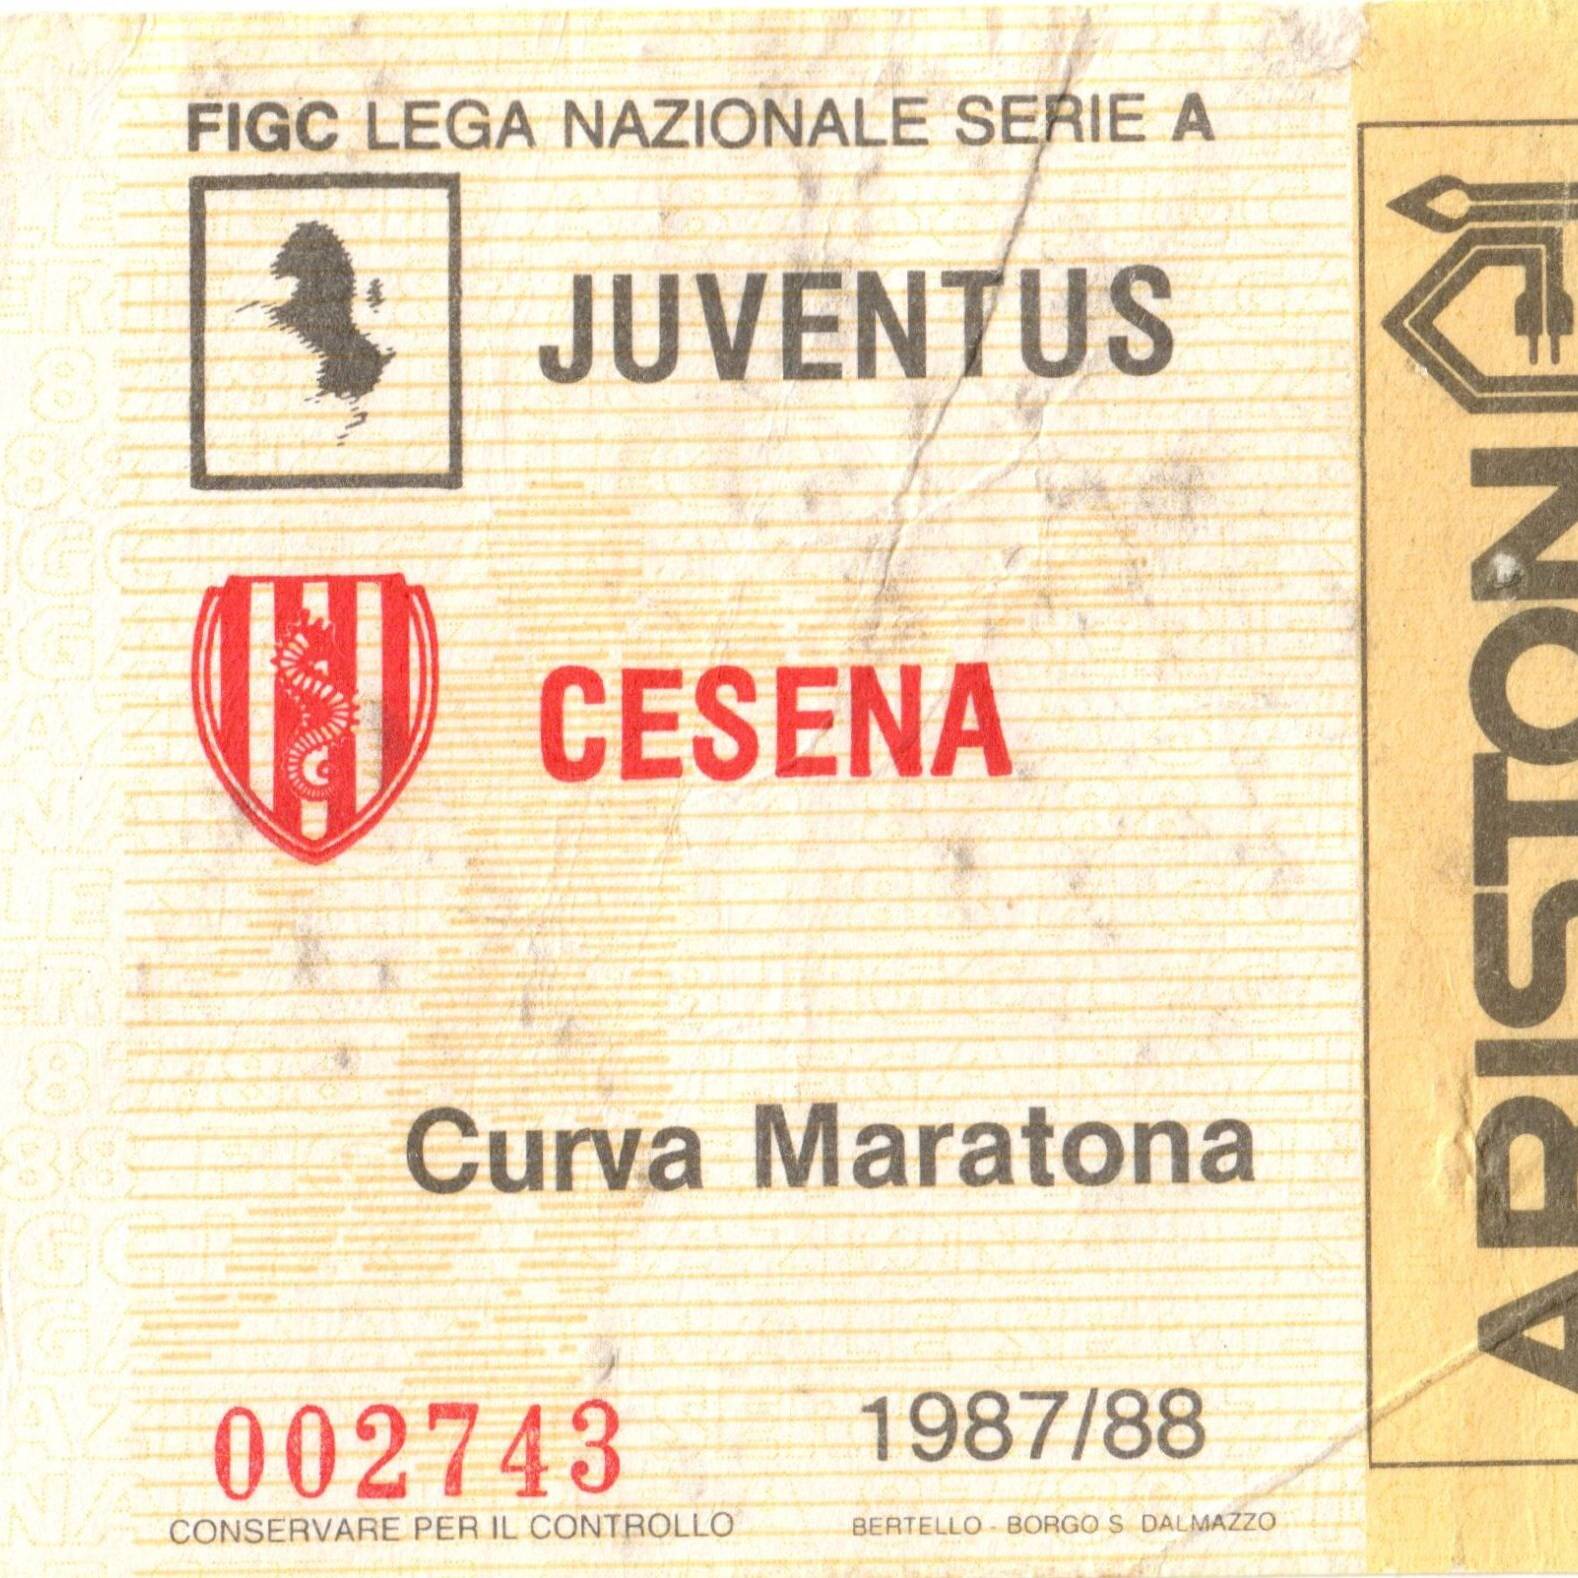 FIGC LEGA NAZIONALE SERIE A
JUVENTUS
CESENA
Curva Maratona
002743
1987/88
CONSERVARE PER IL CONTROLLO
BERTELLO - BORGO S. DALMAZZO
ARISTON